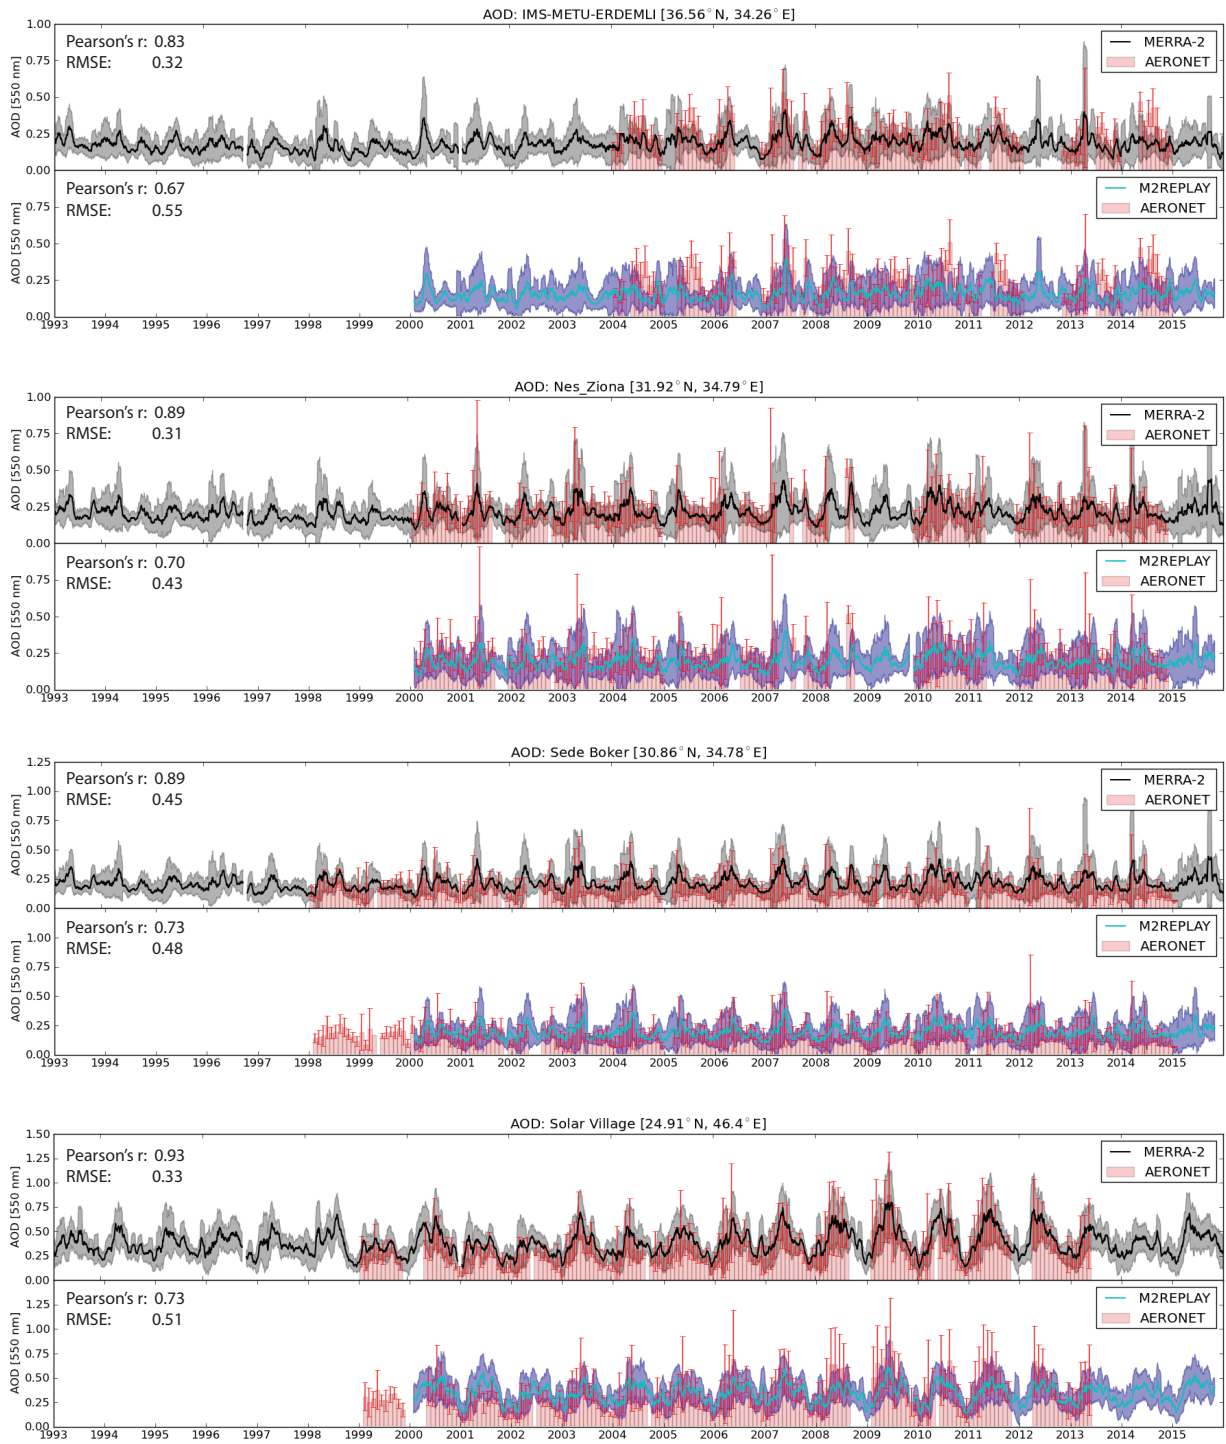 AOD: IMS-METU-ERDEMLI [36.56°N, 34.26°E]
1.00
0.75
0.50
0.25
0.00
AOD [550 nm]
Pearson's r: 0.83
RMSE: 0.32
MERRA-2
AERONET
0.75
0.50
0.25
0.00
AOD [550 nm]
Pearson's r: 0.67
RMSE: 0.55
M2REPLAY
AERONET
1993 1994 1995 1996 1997 1998 1999 2000 2001 2002 2003 2004 2005 2006 2007 2008 2009 2010 2011 2012 2013 2014 2015
AOD: Nes_Ziona [31.92°N, 34.79°E]
1.00
0.75
0.50
0.25
0.00
AOD [550 nm]
Pearson's r: 0.89
RMSE: 0.31
MERRA-2
AERONET
0.75
0.50
0.25
0.00
AOD [550 nm]
Pearson's r: 0.70
RMSE: 0.43
M2REPLAY
AERONET
1993 1994 1995 1996 1997 1998 1999 2000 2001 2002 2003 2004 2005 2006 2007 2008 2009 2010 2011 2012 2013 2014 2015
AOD: Sede Boker [30.86°N, 34.78°E]
1.25
1.00
0.75
0.50
0.25
0.00
AOD [550 nm]
Pearson's r: 0.89
RMSE: 0.45
MERRA-2
AERONET
1.00
0.75
0.50
0.25
0.00
AOD [550 nm]
Pearson's r: 0.73
RMSE: 0.48
M2REPLAY
AERONET
1993 1994 1995 1996 1997 1998 1999 2000 2001 2002 2003 2004 2005 2006 2007 2008 2009 2010 2011 2012 2013 2014 2015
AOD: Solar Village [24.91°N, 46.4°E]
1.50
1.25
1.00
0.75
0.50
0.25
0.00
AOD [550 nm]
Pearson's r: 0.93
RMSE: 0.33
MERRA-2
AERONET
1.25
1.00
0.75
0.50
0.25
0.00
AOD [550 nm]
Pearson's r: 0.73
RMSE: 0.51
M2REPLAY
AERONET
1993 1994 1995 1996 1997 1998 1999 2000 2001 2002 2003 2004 2005 2006 2007 2008 2009 2010 2011 2012 2013 2014 2015